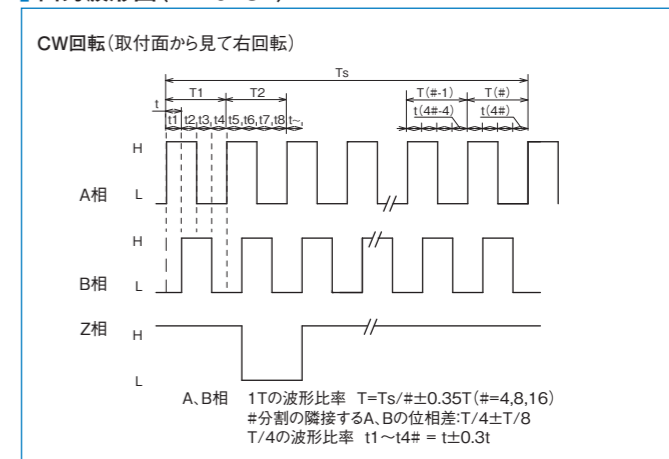 CW回転(取付面から見て右回転)
Ts
T1 T2 T(#-1) T(#)
t t(4#-4) t(4#)
t1 t2,t3,t4 t5,t6,t7,t8 t~
H
A相 L
H
B相 L
Z相 H
L
A、B相 1Tの波形比率 T=Ts/#±0.35T(#=4,8,16)
#分割の隣接するA、Bの位相差:T/4±T/8
T/4の波形比率 t1～t4# = t±0.3t